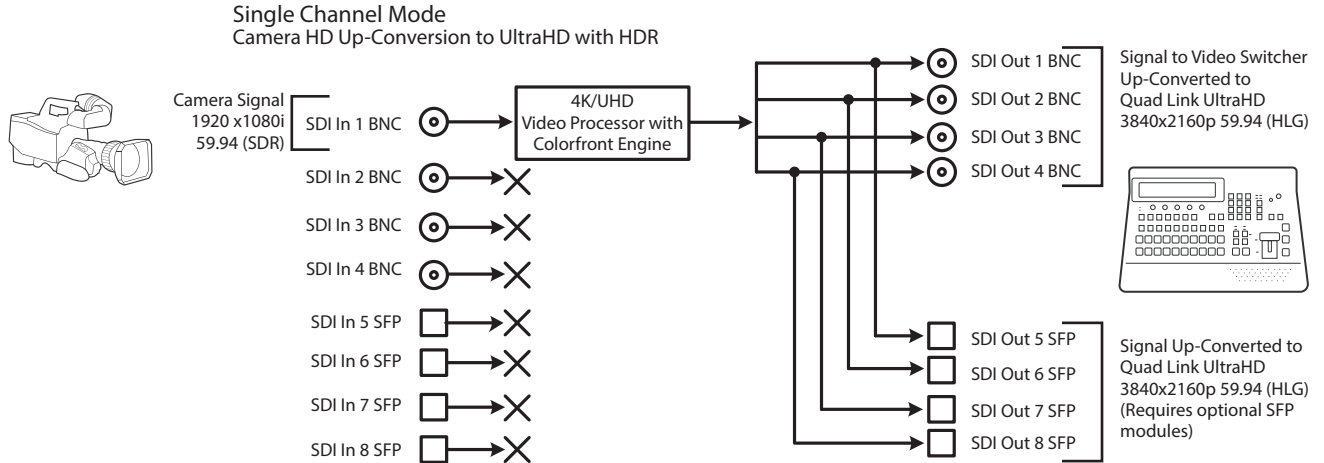 Single Channel Mode
Camera HD Up-Conversion to UltraHD with HDR
Camera Signal
1920 x1080i
59.94 (SDR)
SDI In 1 BNC
SDI In 2 BNC
SDI In 3 BNC
SDI In 4 BNC
SDI In 5 SFP
SDI In 6 SFP
SDI In 7 SFP
SDI In 8 SFP
4K/UHD
Video Processor with
Colorfront Engine
SDI Out 1 BNC
SDI Out 2 BNC
SDI Out 3 BNC
SDI Out 4 BNC
Signal to Video Switcher
Up-Converted to
Quad Link UltraHD
3840x2160p 59.94 (HLG)
SDI Out 5 SFP
SDI Out 6 SFP
SDI Out 7 SFP
SDI Out 8 SFP
Signal Up-Converted to
Quad Link UltraHD
3840x2160p 59.94 (HLG)
(Requires optional SFP
modules)